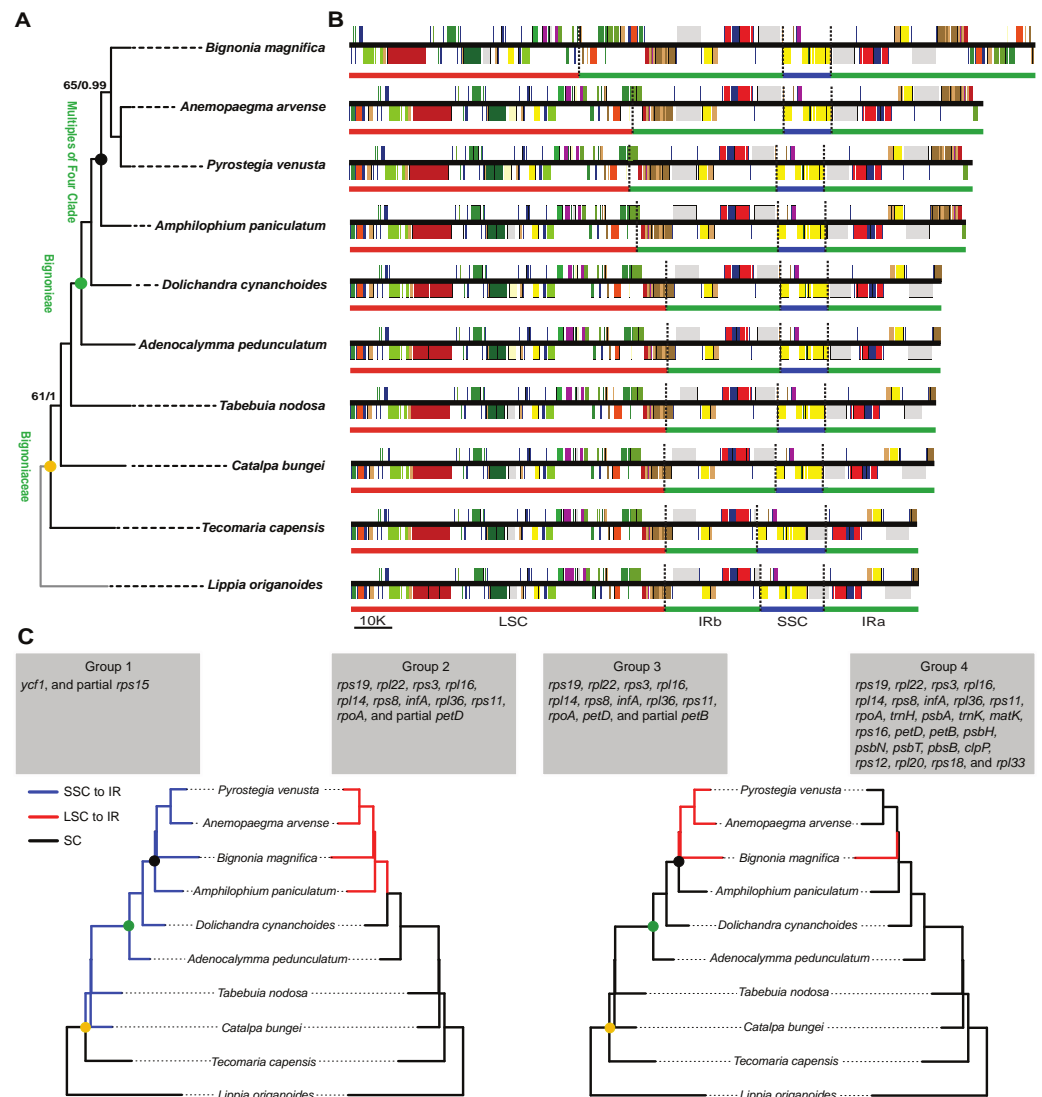 A
B
Bignonia magnifica
65/0.99
Anemopaegma arvense
Multiples of Four Clade
Pyrostegia venusta
Amphilophium paniculatum
Bignonieae
Dolichandra cynanchoides
Adenocalymma pedunculatum
61/1
Tabebuia nodosa
Bignoniaceae
Catalpa bungei
Tecomaria capensis
Lippia origanoides
10K
LSC
IRb
SSC
IRa
C
Group 1
ycf1, and partial rps15
Group 2
rps19, rpl22, rps3, rpl16,
rpl14, rps8, infA, rpl36, rps11,
rpoA, and partial petD
Group 3
rps19, rpl22, rps3, rpl16,
rpl14, rps8, infA, rpl36, rps11,
rpoA, petD, and partial petB
Group 4
rps19, rpl22, rps3, rpl16,
rpl14, rps8, infA, rpl36, rps11,
rpoA, trnH, psbA, trnK, matK,
rps16, petD, petB, psbH,
psbN, psbT, pbsB, clpP,
rps12, rpl20, rps18, and rpl33
SSC to IR
LSC to IR
SC
Pyrostegia venusta
Anemopaegma arvense
Bignonia magnifica
Amphilophium paniculatum
Dolichandra cynanchoides
Adenocalymma pedunculatum
Tabebuia nodosa
Catalpa bungei
Tecomaria capensis
Lippia origanoides
Pyrostegia venusta
Anemopaegma arvense
Bignonia magnifica
Amphilophium paniculatum
Dolichandra cynanchoides
Adenocalymma pedunculatum
Tabebuia nodosa
Catalpa bungei
Tecomaria capensis
Lippia origanoides